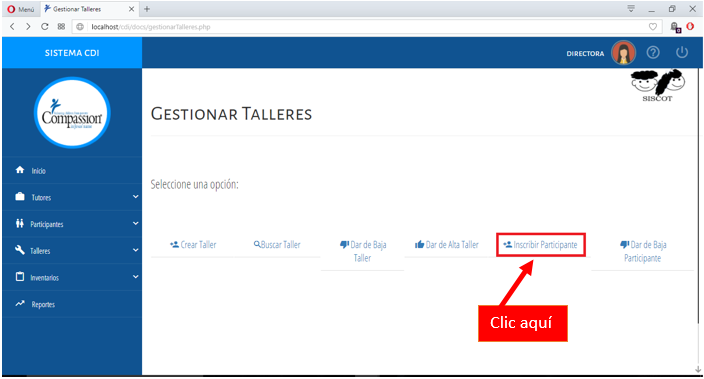 Menú
Gestionar Talleres
localhost/cdi/docs/gestionarTalleres.php
SISTEMA CDI
DIRECTORA
Compassion
SISCOT
GESTIONAR TALLERES
Inicio
Tutores
Participantes
Talleres
Inventarios
Reportes
Seleccione una opción:
Crear Taller
Buscar Taller
Dar de Baja
Taller
Dar de Alta Taller
Inscribir Participante
Dar de Baja
Participante
Clic aquí